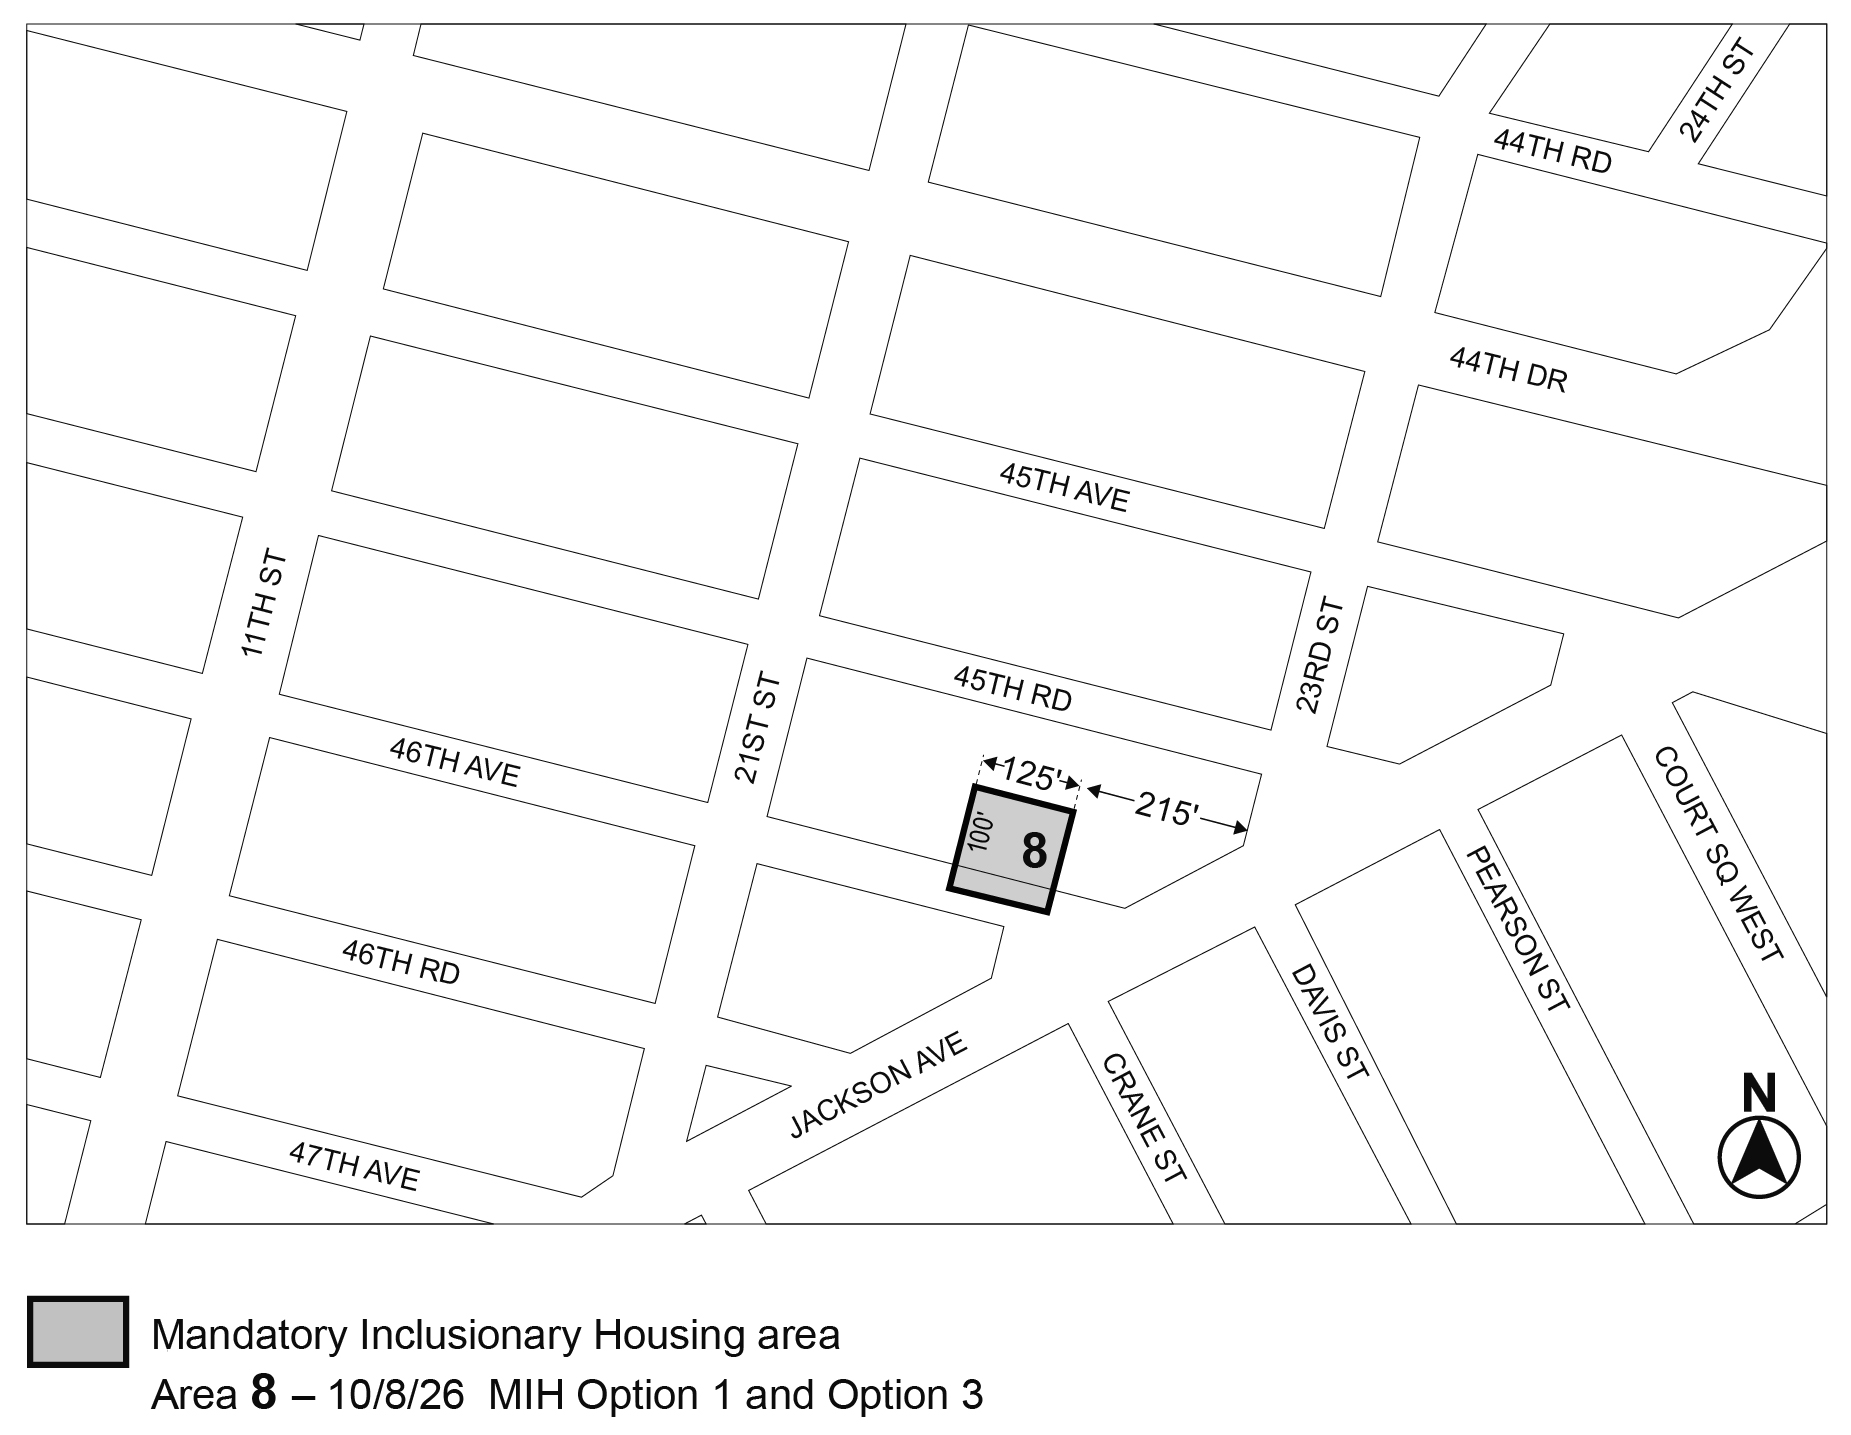 24TH ST
44TH RD
44TH DR
45TH AVE
11TH ST
23RD ST
45TH RD
21ST ST
46TH AVE
125'
215'
100'
8
COURT SQ WEST
PEARSON ST
46TH RD
DAVIS ST
JACKSON AVE
CRANE ST
47TH AVE
N
Mandatory Inclusionary Housing area
Area 8 – 10/8/26 MIH Option 1 and Option 3